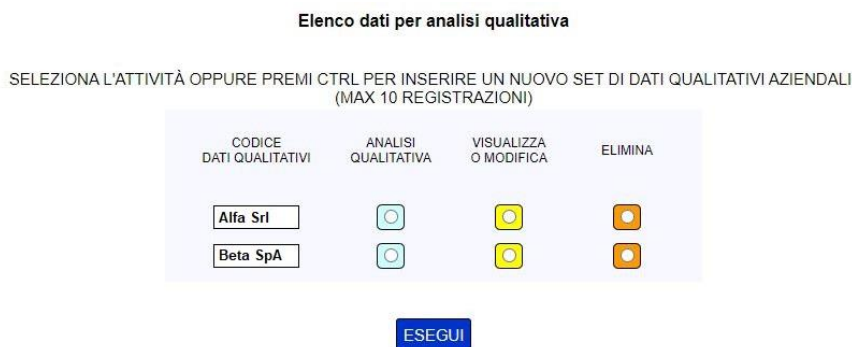 Elenco dati per analisi qualitativa
SELEZIONA L'ATTIVITÀ OPPURE PREMI CTRL PER INSERIRE UN NUOVO SET DI DATI QUALITATIVI AZIENDALI
(MAX 10 REGISTRAZIONI)
CODICE
DATI QUALITATIVI
ANALISI
QUALITATIVA
VISUALIZZA
O MODIFICA
ELIMINA
Alfa Srl
Beta SpA
ESEGUI